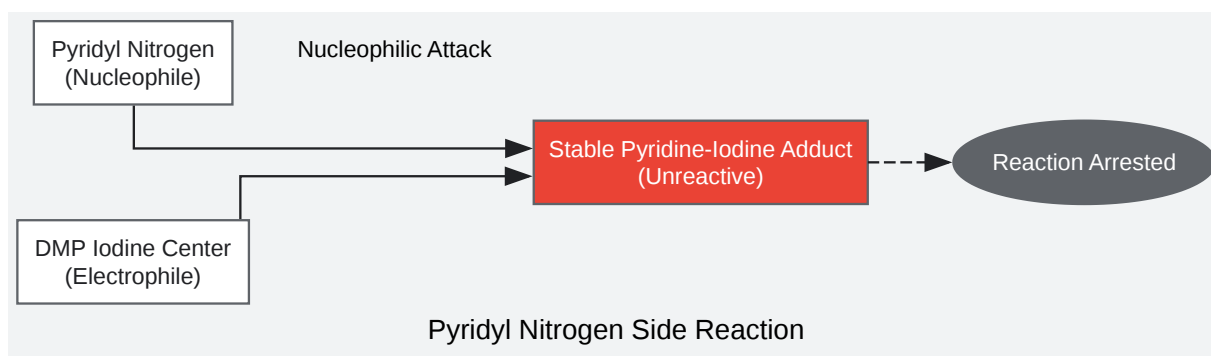 Pyridyl Nitrogen
(Nucleophile)
Nucleophilic Attack
Stable Pyridine-Iodine Adduct
(Unreactive)
Reaction Arrested
DMP Iodine Center
(Electrophile)
Pyridyl Nitrogen Side Reaction